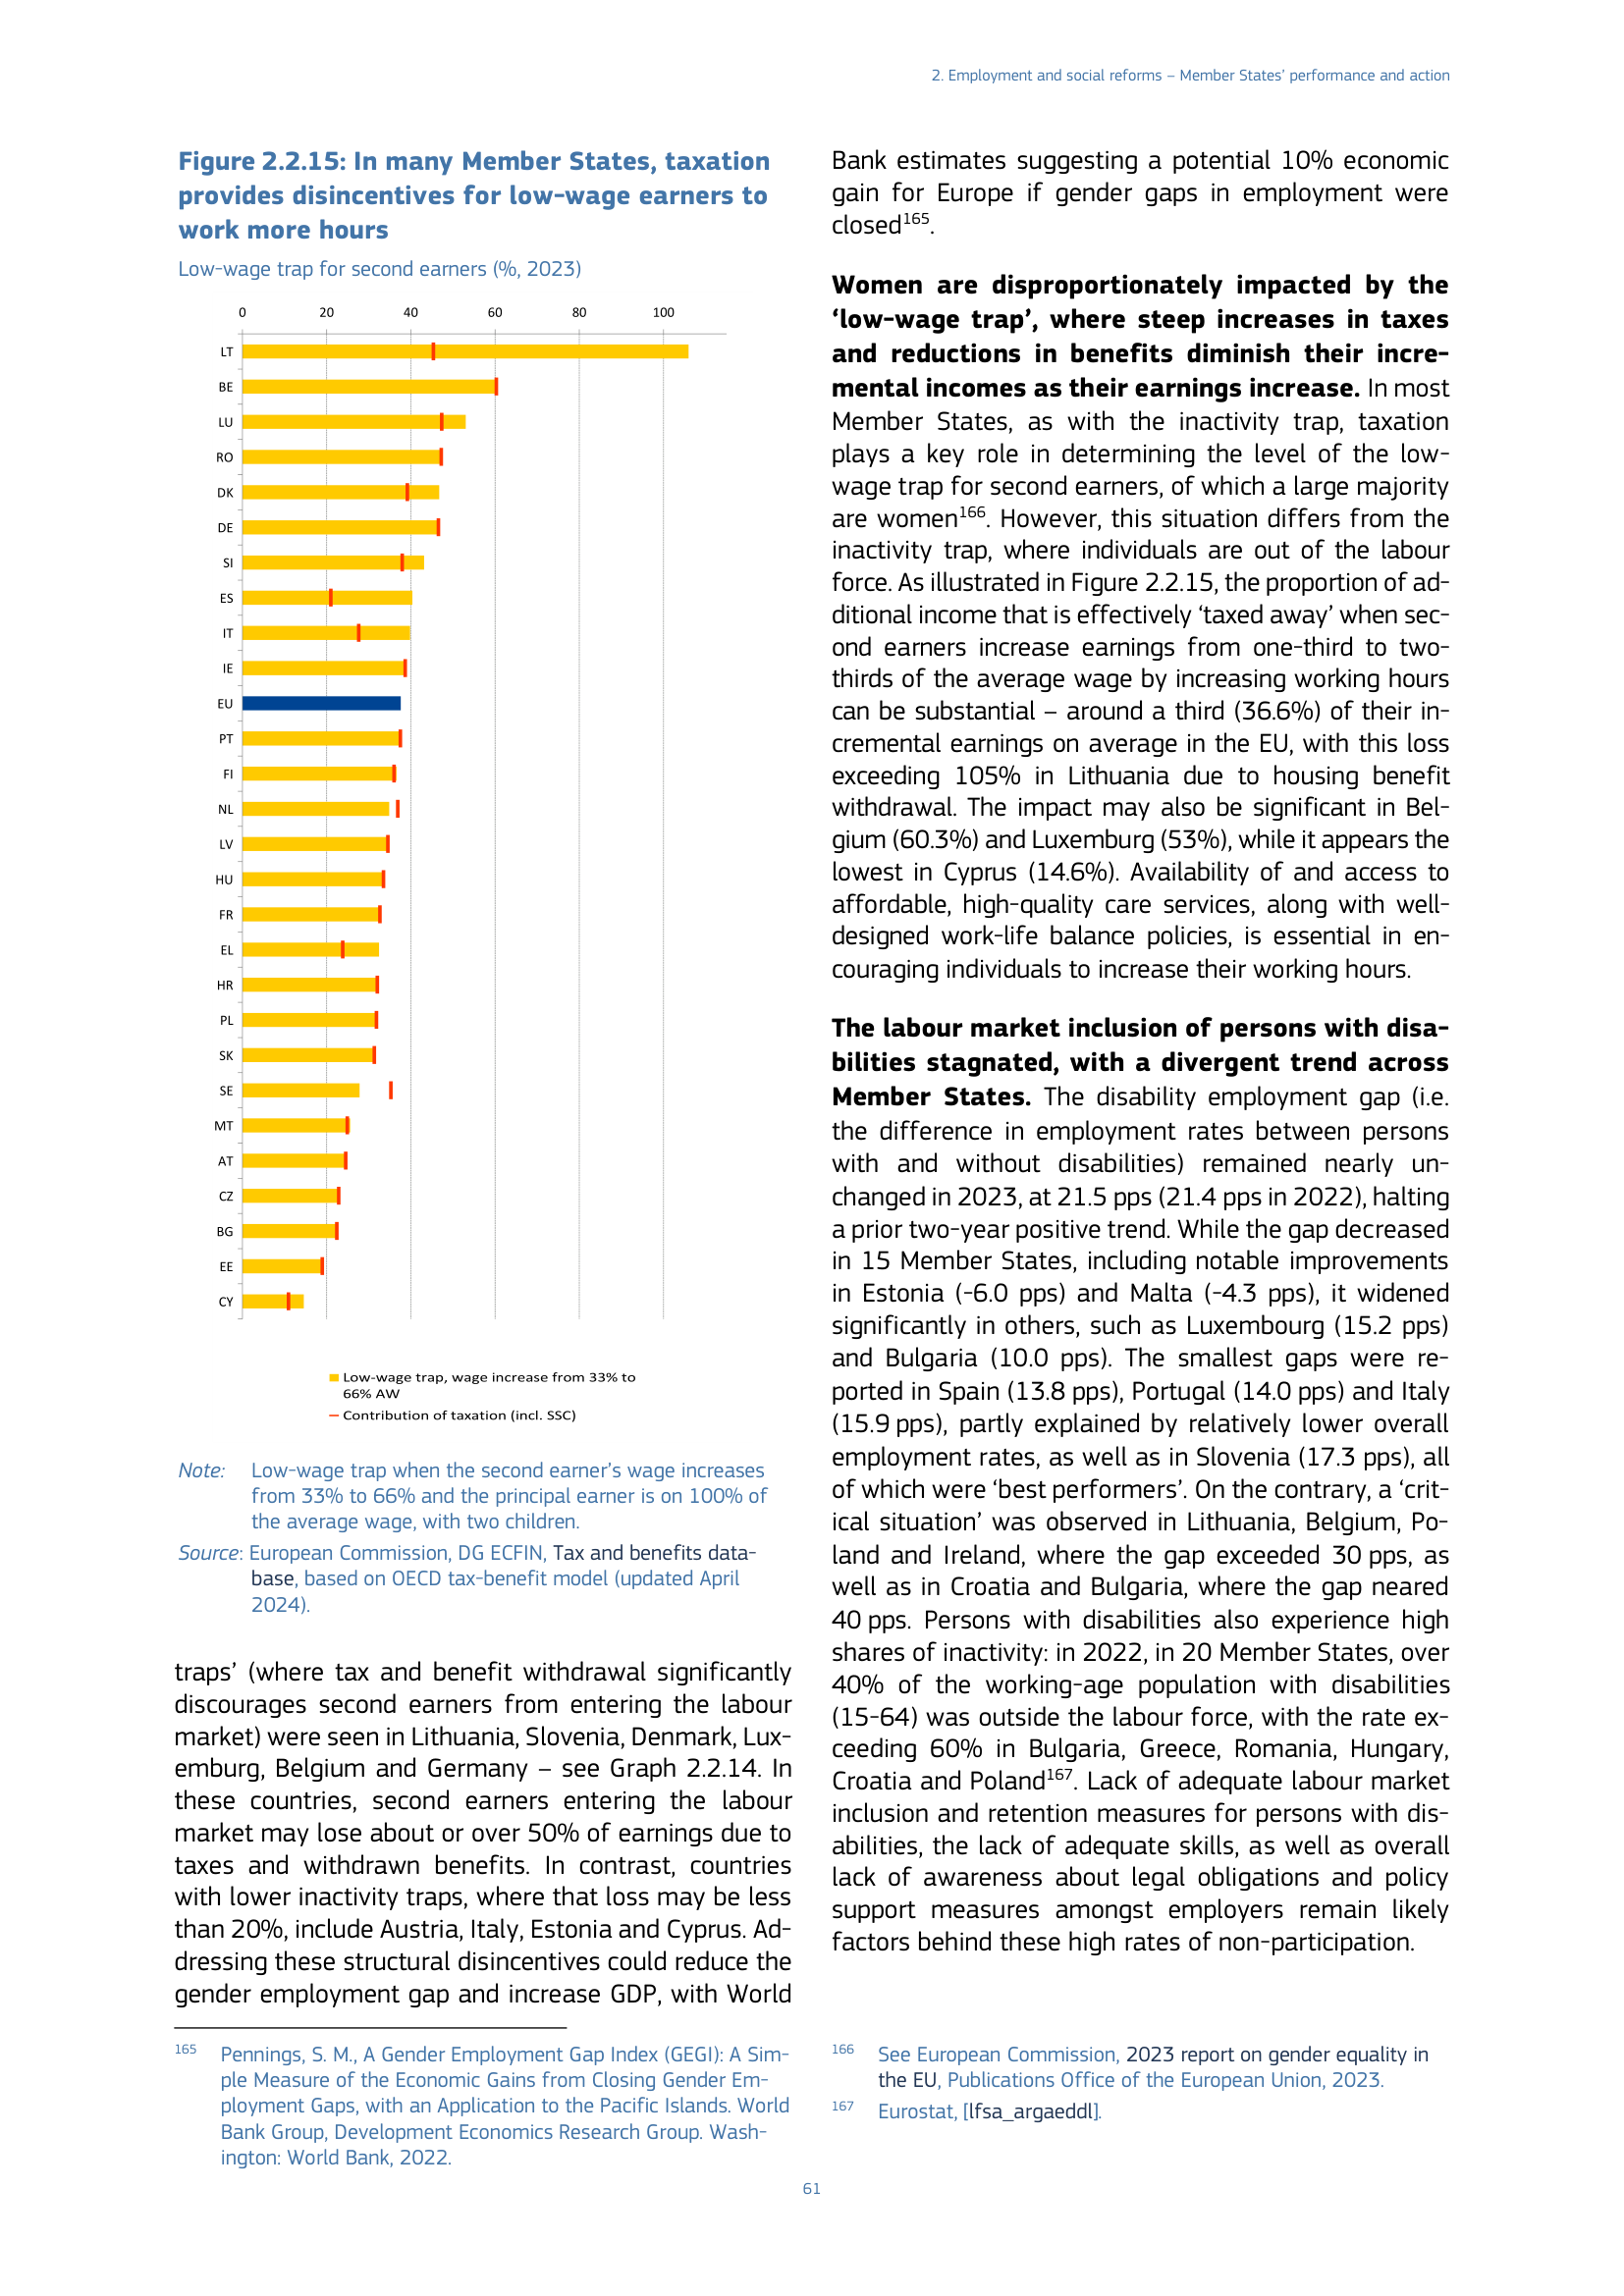 2. Employment and social reforms – Member States’ performance and action
Figure 2.2.15: In many Member States, taxation
provides disincentives for low-wage earners to
work more hours
Low-wage trap for second earners (%, 2023)
0 20 40 60 80 100
LT
BE
LU
RO
DK
DE
SI
ES
IT
IE
EU
PT
FI
NL
LV
HU
FR
EL
HR
PL
SK
SE
MT
AT
CZ
BG
EE
CY
Low-wage trap, wage increase from 33% to
66% AW
Contribution of taxation (incl. SSC)
Note: Low-wage trap when the second earner’s wage increases
from 33% to 66% and the principal earner is on 100% of
the average wage, with two children.
Source: European Commission, DG ECFIN, Tax and benefits data-
base, based on OECD tax-benefit model (updated April
2024).
traps’ (where tax and benefit withdrawal significantly
discourages second earners from entering the labour
market) were seen in Lithuania, Slovenia, Denmark, Lux-
emburg, Belgium and Germany – see Graph 2.2.14. In
these countries, second earners entering the labour
market may lose about or over 50% of earnings due to
taxes and withdrawn benefits. In contrast, countries
with lower inactivity traps, where that loss may be less
than 20%, include Austria, Italy, Estonia and Cyprus. Ad-
dressing these structural disincentives could reduce the
gender employment gap and increase GDP, with World
Bank estimates suggesting a potential 10% economic
gain for Europe if gender gaps in employment were
closed165.
Women are disproportionately impacted by the
‘low-wage trap’, where steep increases in taxes
and reductions in benefits diminish their incre-
mental incomes as their earnings increase. In most
Member States, as with the inactivity trap, taxation
plays a key role in determining the level of the low-
wage trap for second earners, of which a large majority
are women166. However, this situation differs from the
inactivity trap, where individuals are out of the labour
force. As illustrated in Figure 2.2.15, the proportion of ad-
ditional income that is effectively ‘taxed away’ when sec-
ond earners increase earnings from one-third to two-
thirds of the average wage by increasing working hours
can be substantial – around a third (36.6%) of their in-
cremental earnings on average in the EU, with this loss
exceeding 105% in Lithuania due to housing benefit
withdrawal. The impact may also be significant in Bel-
gium (60.3%) and Luxemburg (53%), while it appears the
lowest in Cyprus (14.6%). Availability of and access to
affordable, high-quality care services, along with well-
designed work-life balance policies, is essential in en-
couraging individuals to increase their working hours.
The labour market inclusion of persons with disa-
bilities stagnated, with a divergent trend across
Member States. The disability employment gap (i.e.
the difference in employment rates between persons
with and without disabilities) remained nearly un-
changed in 2023, at 21.5 pps (21.4 pps in 2022), halting
a prior two-year positive trend. While the gap decreased
in 15 Member States, including notable improvements
in Estonia (-6.0 pps) and Malta (-4.3 pps), it widened
significantly in others, such as Luxembourg (15.2 pps)
and Bulgaria (10.0 pps). The smallest gaps were re-
ported in Spain (13.8 pps), Portugal (14.0 pps) and Italy
(15.9 pps), partly explained by relatively lower overall
employment rates, as well as in Slovenia (17.3 pps), all
of which were ‘best performers’. On the contrary, a ‘crit-
ical situation’ was observed in Lithuania, Belgium, Po-
land and Ireland, where the gap exceeded 30 pps, as
well as in Croatia and Bulgaria, where the gap neared
40 pps. Persons with disabilities also experience high
shares of inactivity: in 2022, in 20 Member States, over
40% of the working-age population with disabilities
(15-64) was outside the labour force, with the rate ex-
ceeding 60% in Bulgaria, Greece, Romania, Hungary,
Croatia and Poland167. Lack of adequate labour market
inclusion and retention measures for persons with dis-
abilities, the lack of adequate skills, as well as overall
lack of awareness about legal obligations and policy
support measures amongst employers remain likely
factors behind these high rates of non-participation.
165 Pennings, S. M., A Gender Employment Gap Index (GEGI): A Sim-
ple Measure of the Economic Gains from Closing Gender Em-
ployment Gaps, with an Application to the Pacific Islands. World
Bank Group, Development Economics Research Group. Wash-
ington: World Bank, 2022.
166 See European Commission, 2023 report on gender equality in
the EU, Publications Office of the European Union, 2023.
167 Eurostat, [lfsa_argaeddl].
61